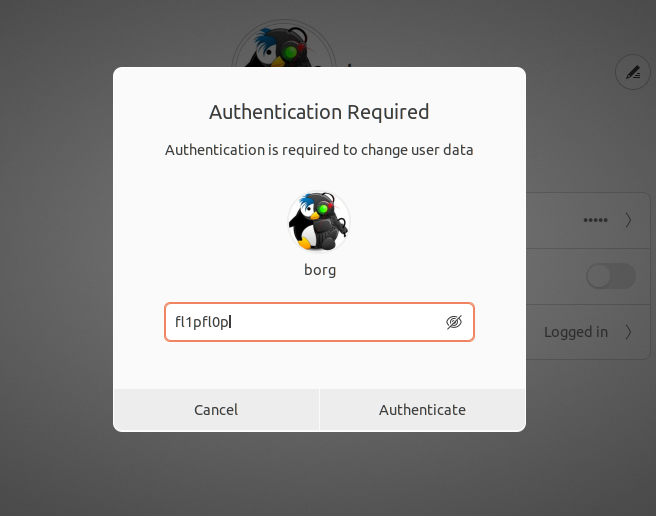 Authentication Required
Authentication is required to change user data
borg
fl1pfl0p
Cancel
Authenticate
•••••
Logged in